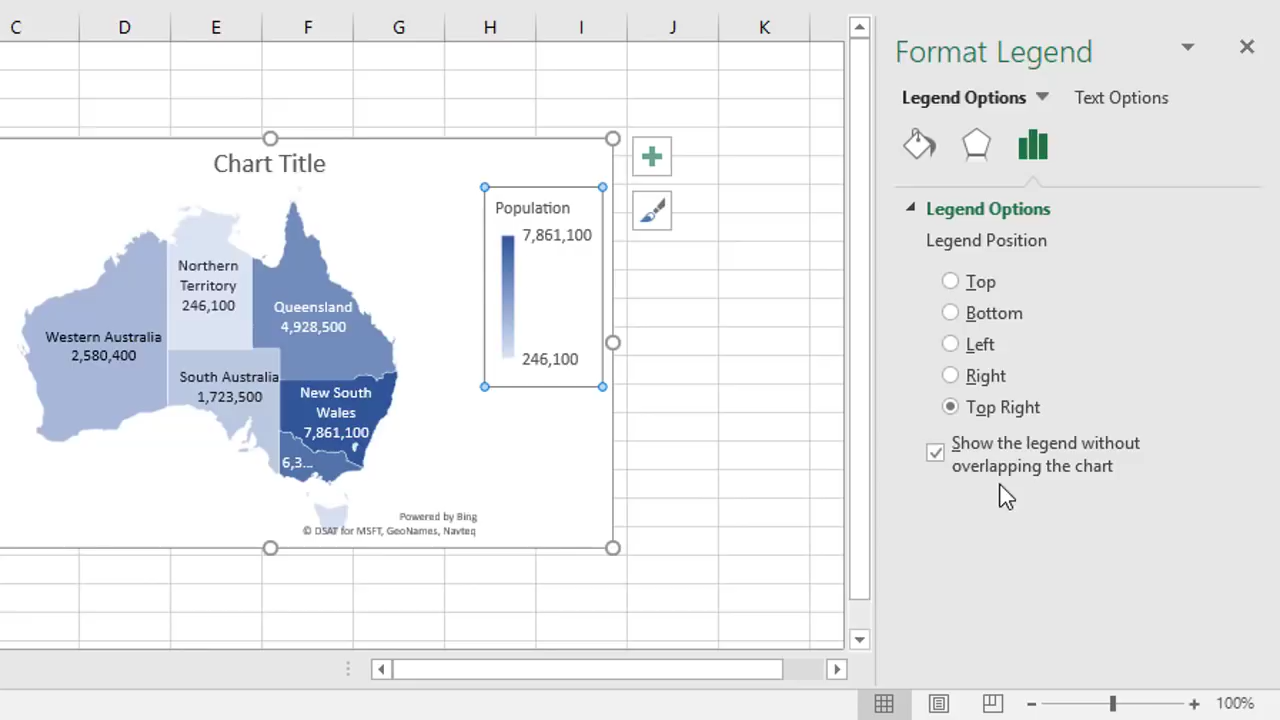 C D E F G H I J K
Chart Title
Population
7,861,100
246,100
Northern
Territory
246,100
Queensland
4,928,500
Western Australia
2,580,400
South Australia
1,723,500
New South
Wales
7,861,100
6,3...
Powered by Bing
© DSAT for MSFT, GeoNames, Navteq
Format Legend
Legend Options Text Options
Legend Options
Legend Position
Top
Bottom
Left
Right
Top Right
Show the legend without
overlapping the chart
100%